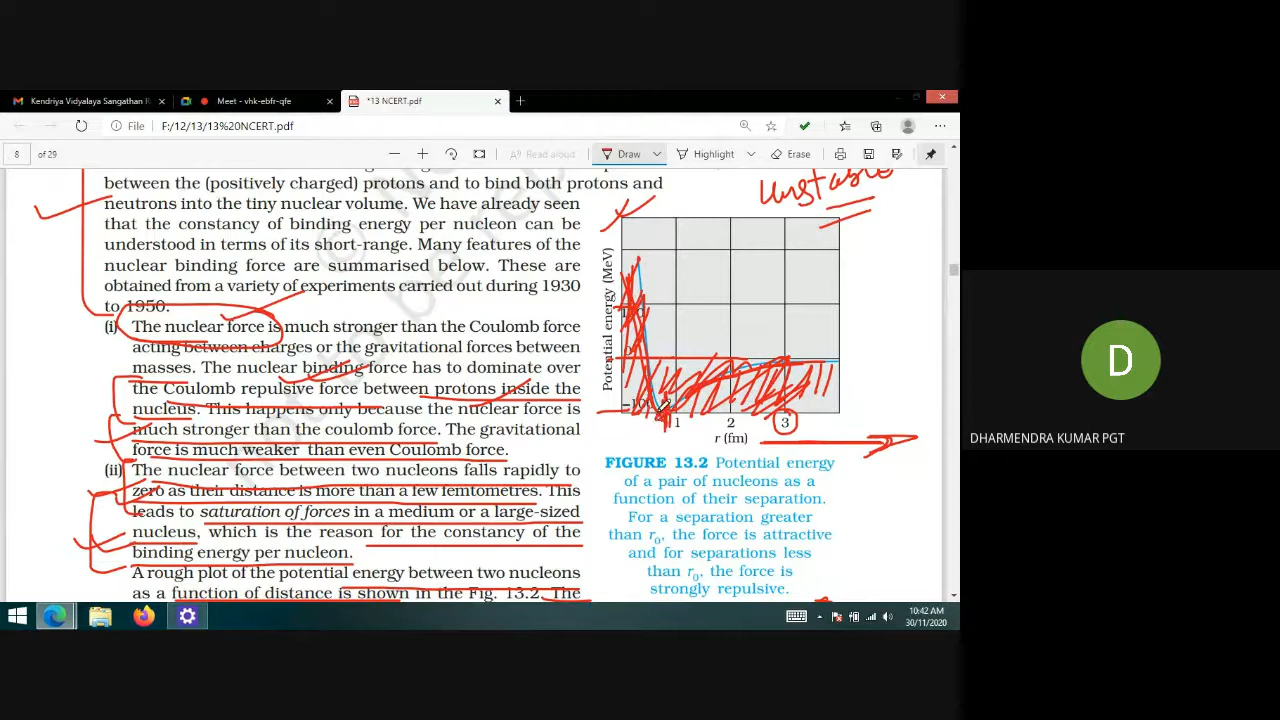 Kendriya Vidyalaya Sangathan
Meet - vhk-ebfr-qfe
*13 NCERT.pdf
File
F:/12/13/13%20NCERT.pdf
8
of 29
Read aloud
Draw
Highlight
Erase
between the (positively charged) protons and to bind both protons and
neutrons into the tiny nuclear volume. We have already seen
that the constancy of binding energy per nucleon can be
understood in terms of its short-range. Many features of the
nuclear binding force are summarised below. These are
obtained from a variety of experiments carried out during 1930
to 1950.
(i) The nuclear force is much stronger than the Coulomb force
acting between charges or the gravitational forces between
masses. The nuclear binding force has to dominate over
the Coulomb repulsive force between protons inside the
nucleus. This happens only because the nuclear force is
much stronger than the coulomb force. The gravitational
force is much weaker than even Coulomb force.
(ii) The nuclear force between two nucleons falls rapidly to
zero as their distance is more than a few femtometres. This
leads to saturation of forces in a medium or a large-sized
nucleus, which is the reason for the constancy of the
binding energy per nucleon.
A rough plot of the potential energy between two nucleons
as a function of distance is shown in the Fig. 13.2. The
Unstable
Potential energy (MeV)
1
2
3
r (fm)
FIGURE 13.2 Potential energy
of a pair of nucleons as a
function of their separation.
For a separation greater
than r₀, the force is attractive
and for separations less
than r₀, the force is
strongly repulsive.
D
DHARMENDRA KUMAR PGT
10:42 AM
30/11/2020